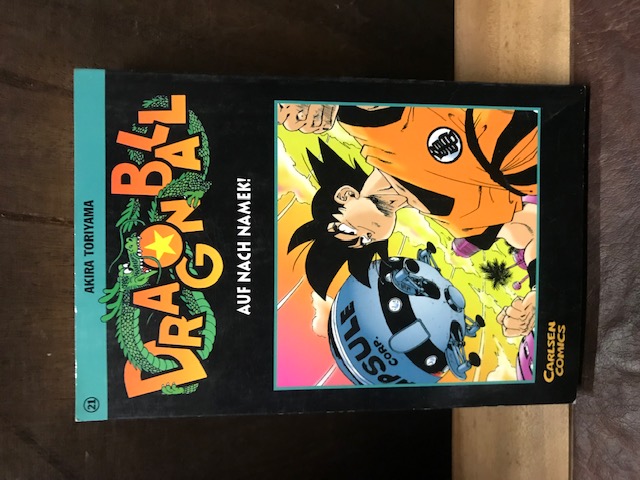 21
AKIRA TORIYAMA
DRAGON BALL
AUF NACH NAMEK!
CAPSULE
CORP.
CARLSEN
COMICS